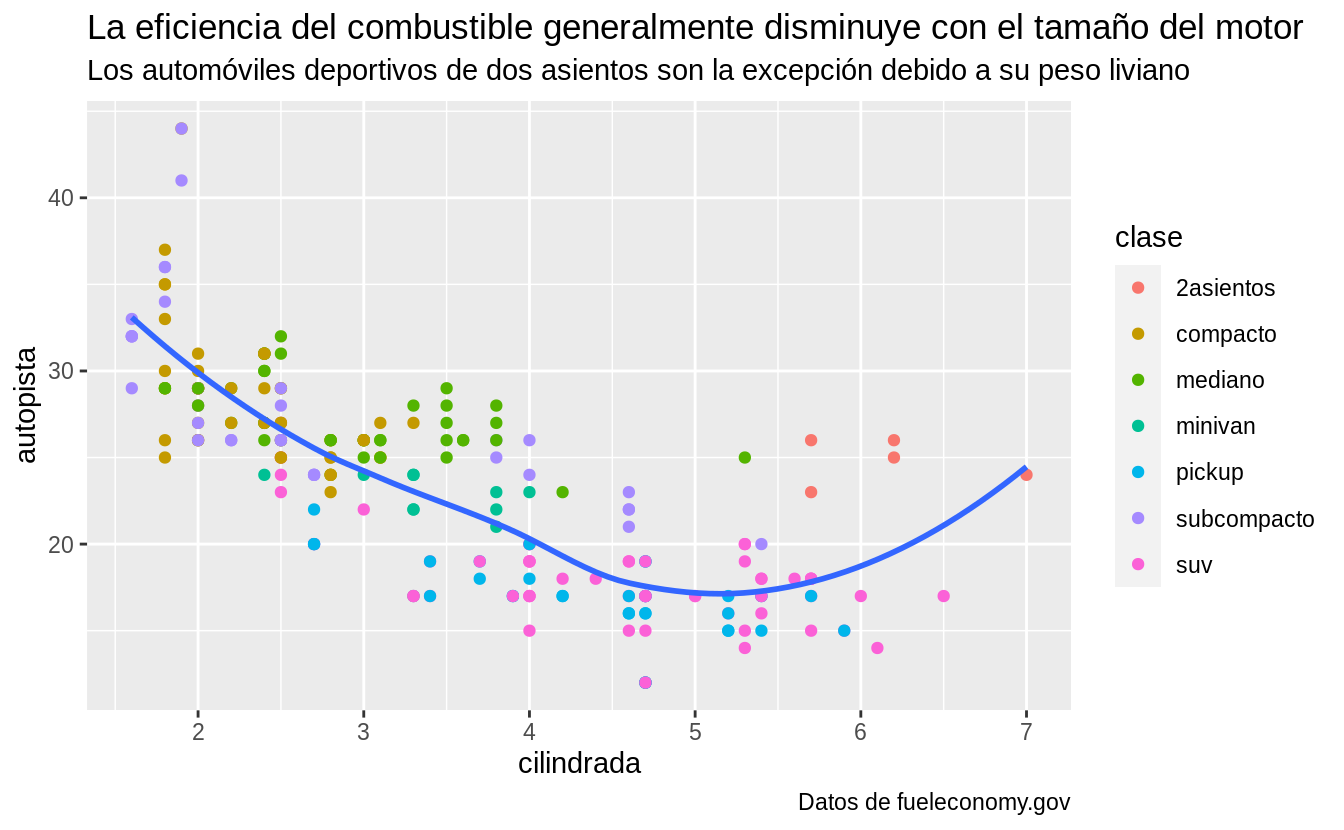 La eficiencia del combustible generalmente disminuye con el tamaño del motor
Los automóviles deportivos de dos asientos son la excepción debido a su peso liviano
autopista
40
30
20
2
3
4
5
6
7
cilindrada
clase
2asientos
compacto
mediano
minivan
pickup
subcompacto
suv
Datos de fueleconomy.gov